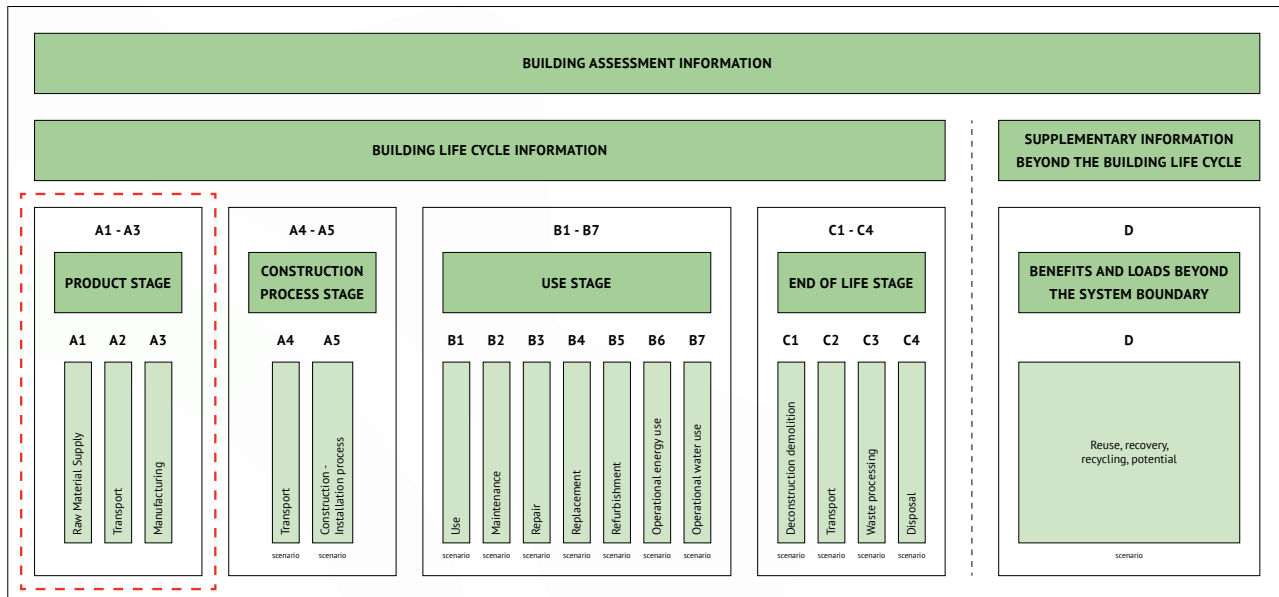 BUILDING ASSESSMENT INFORMATION
BUILDING LIFE CYCLE INFORMATION
SUPPLEMENTARY INFORMATION
BEYOND THE BUILDING LIFE CYCLE
A1 - A3
PRODUCT STAGE
A1 A2 A3
Raw Material Supply
Transport
Manufacturing
A4 - A5
CONSTRUCTION
PROCESS STAGE
A4 A5
Transport
Construction -
Installation process
scenario scenario
B1 - B7
USE STAGE
B1 B2 B3 B4 B5 B6 B7
Use
Maintenance
Repair
Replacement
Refurbishment
Operational energy use
Operational water use
scenario scenario scenario scenario scenario scenario scenario
C1 - C4
END OF LIFE STAGE
C1 C2 C3 C4
Deconstruction demolition
Transport
Waste processing
Disposal
scenario scenario scenario scenario
D
BENEFITS AND LOADS BEYOND
THE SYSTEM BOUNDARY
D
Reuse, recovery,
recycling, potential
scenario